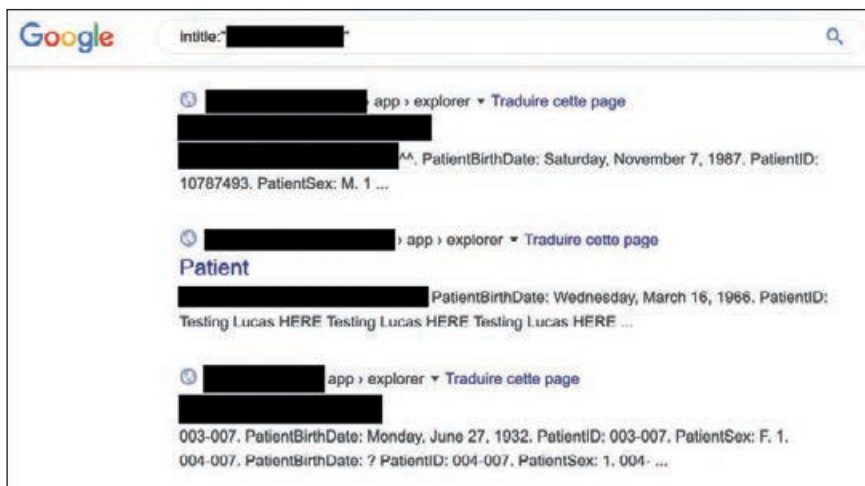 Google
intitle:" "
app › explorer ▾ Traduire cette page
^^. PatientBirthDate: Saturday, November 7, 1987. PatientID:
10787493. PatientSex: M. 1 ...
› app › explorer ▾ Traduire cette page
Patient
PatientBirthDate: Wednesday, March 16, 1966. PatientID:
Testing Lucas HERE Testing Lucas HERE Testing Lucas HERE ...
app › explorer ▾ Traduire cette page
003-007. PatientBirthDate: Monday, June 27, 1932. PatientID: 003-007. PatientSex: F. 1.
004-007. PatientBirthDate: ? PatientID: 004-007. PatientSex: 1. 004- ...